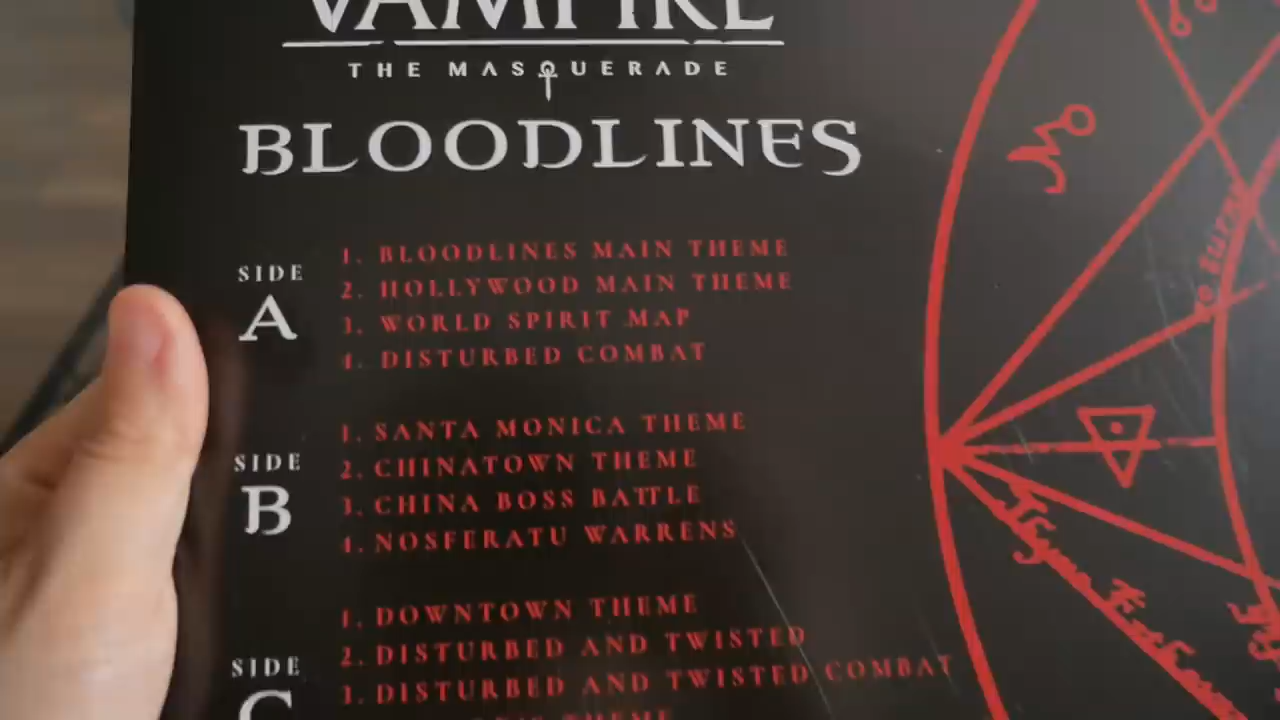 VAMPIRE
THE MASQUERADE
BLOODLINES
SIDE A
1. BLOODLINES MAIN THEME
2. HOLLYWOOD MAIN THEME
3. WORLD SPIRIT MAP
4. DISTURBED COMBAT
SIDE B
1. SANTA MONICA THEME
2. CHINATOWN THEME
3. CHINA BOSS BATTLE
4. NOSFERATU WARRENS
SIDE C
1. DOWNTOWN THEME
2. DISTURBED AND TWISTED
3. DISTURBED AND TWISTED COMBAT
THEME